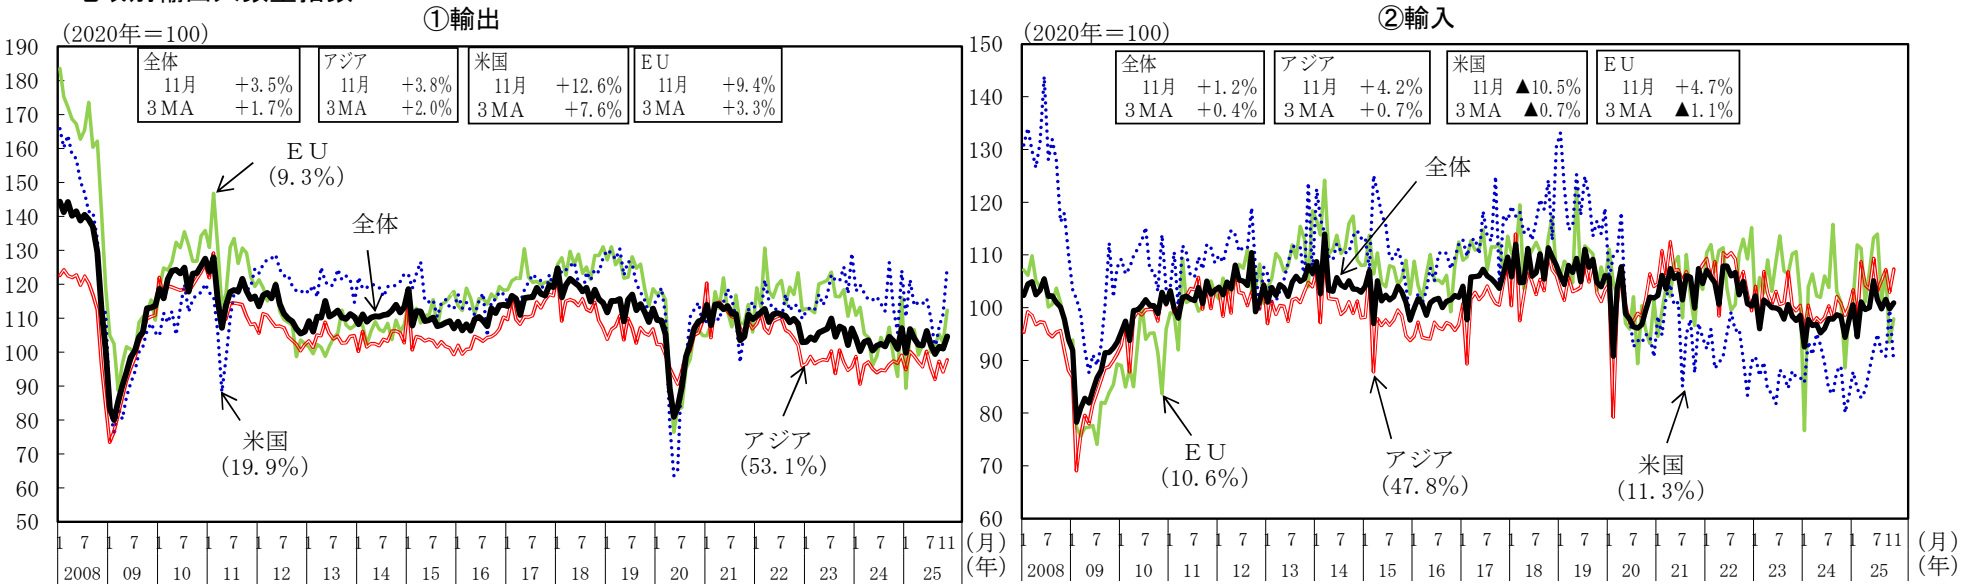 ①輸出
(2020年＝100)
190
180
170
160
150
140
130
120
110
100
90
80
70
60
50
全体
11月 +3.5%
3MA +1.7%
アジア
11月 +3.8%
3MA +2.0%
米国
11月 +12.6%
3MA +7.6%
EU
11月 +9.4%
3MA +3.3%
EU
(9.3%)
全体
米国
(19.9%)
アジア
(53.1%)
1 7 1 7 1 7 1 7 1 7 1 7 1 7 1 7 1 7 1 7 1 7 1 7 1 7 1 7 1 7 1 7 1 7 1 7 11 (月)
2008 09 10 11 12 13 14 15 16 17 18 19 20 21 22 23 24 25 (年)
②輸入
(2020年＝100)
150
140
130
120
110
100
90
80
70
60
全体
11月 +1.2%
3MA +0.4%
アジア
11月 +4.2%
3MA +0.7%
米国
11月 ▲10.5%
3MA ▲0.7%
EU
11月 +4.7%
3MA ▲1.1%
全体
EU
(10.6%)
アジア
(47.8%)
米国
(11.3%)
1 7 1 7 1 7 1 7 1 7 1 7 1 7 1 7 1 7 1 7 1 7 1 7 1 7 1 7 1 7 1 7 1 7 1 7 11 (月)
2008 09 10 11 12 13 14 15 16 17 18 19 20 21 22 23 24 25 (年)